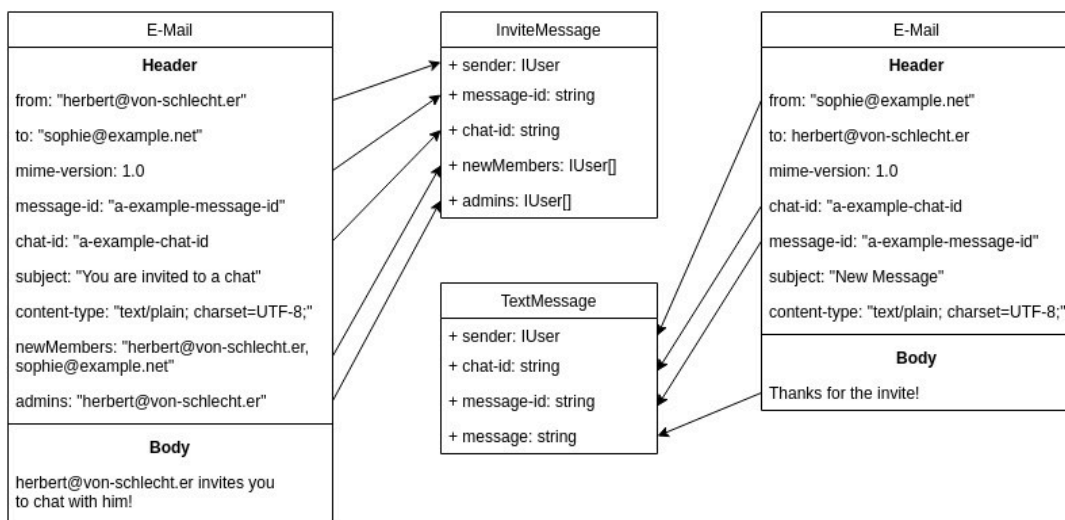 E-Mail
Header
from: "herbert@von-schlecht.er"
to: "sophie@example.net"
mime-version: 1.0
message-id: "a-example-message-id"
chat-id: "a-example-chat-id
subject: "You are invited to a chat"
content-type: "text/plain; charset=UTF-8;"
newMembers: "herbert@von-schlecht.er,
sophie@example.net"
admins: "herbert@von-schlecht.er"
Body
herbert@von-schlecht.er invites you
to chat with him!
InviteMessage
+ sender: IUser
+ message-id: string
+ chat-id: string
+ newMembers: IUser[]
+ admins: IUser[]
TextMessage
+ sender: IUser
+ chat-id: string
+ message-id: string
+ message: string
E-Mail
Header
from: "sophie@example.net"
to: herbert@von-schlecht.er
mime-version: 1.0
chat-id: "a-example-chat-id
message-id: "a-example-message-id"
subject: "New Message"
content-type: "text/plain; charset=UTF-8;"
Body
Thanks for the invite!